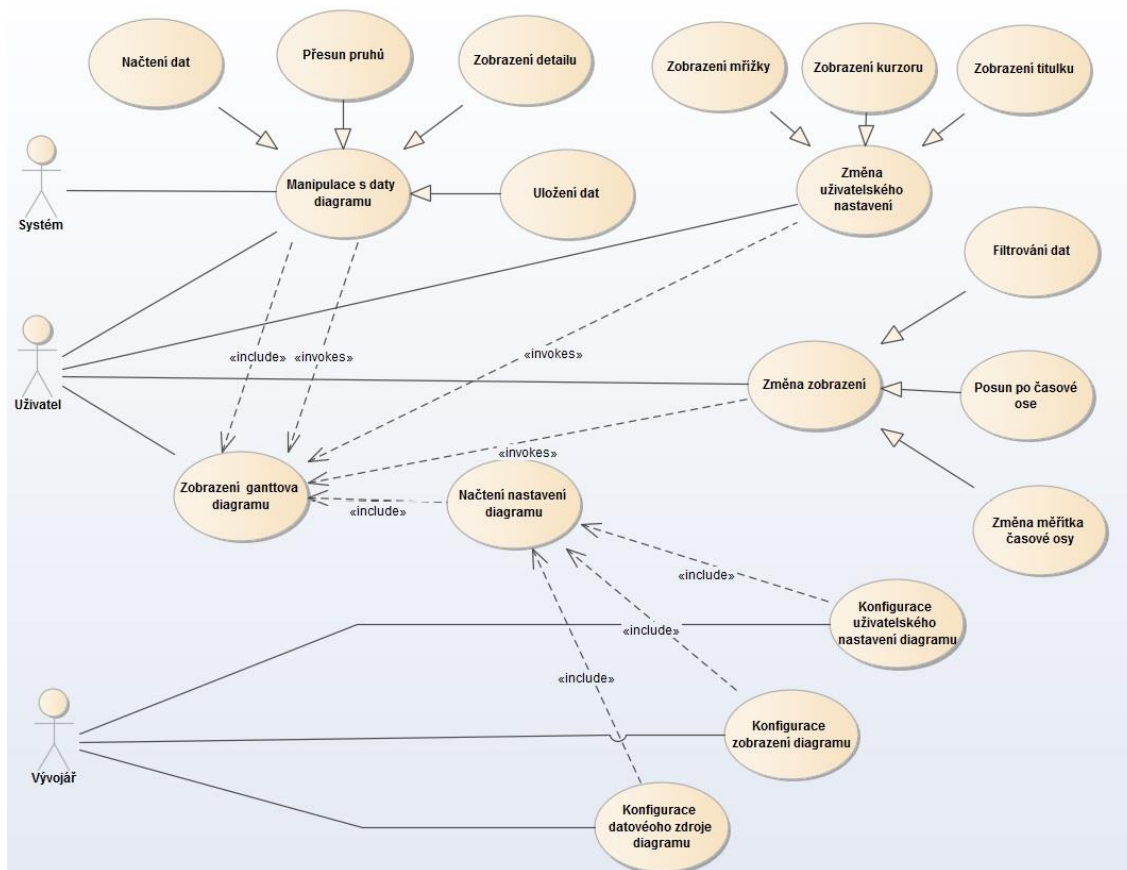 Načtení dat
Přesun pruhů
Zobrazení detailu
Zobrazení mřížky
Zobrazení kurzoru
Zobrazení titulku
Systém
Manipulace s daty
diagramu
Uložení dat
Změna
uživatelského
nastavení
Filtrování dat
Uživatel
«include»
«invokes»
«invokes»
Změna zobrazení
Posun po časové
ose
«invokes»
Zobrazení ganttova
diagramu
«include»
Načtení nastavení
diagramu
Změna měřítka
časové osy
«include»
Konfigurace
uživatelského
nastavení diagramu
«include»
«include»
Vývojář
Konfigurace
zobrazení diagramu
Konfigurace
datovéoho zdroje
diagramu